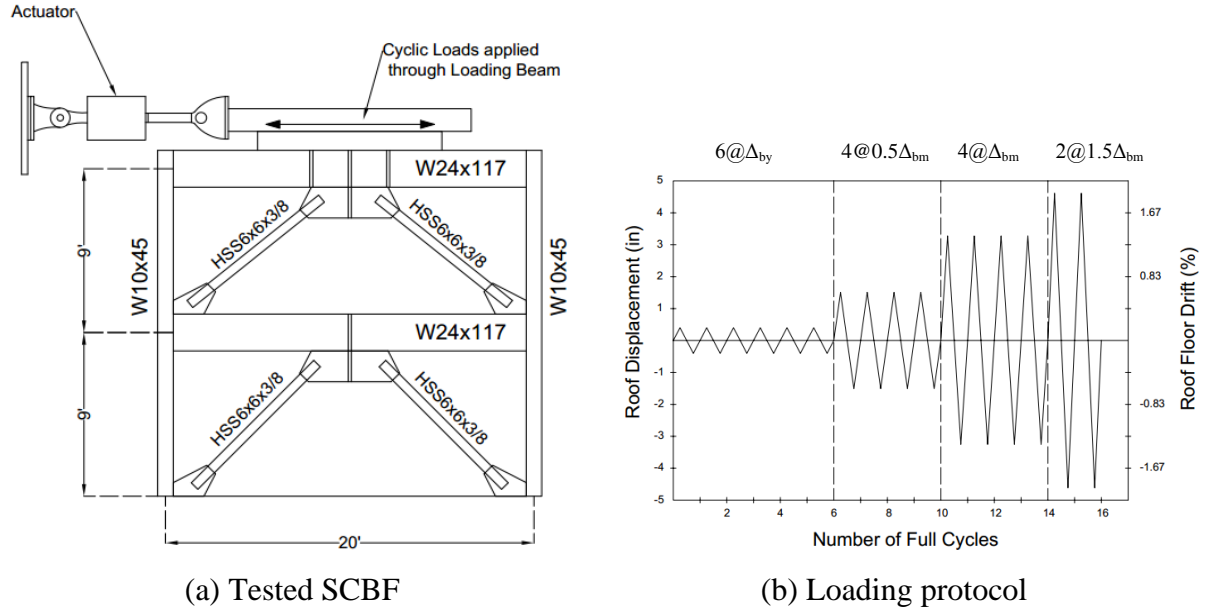 Actuator
Cyclic Loads applied
through Loading Beam
W24x117
HSS6x6x3/8
HSS6x6x3/8
9'
W10x45
W10x45
W24x117
HSS6x6x3/8
HSS6x6x3/8
9'
20'
(a) Tested SCBF
6@Δby
4@0.5Δbm
4@Δbm
2@1.5Δbm
Roof Displacement (in)
5
4
3
2
1
-1
-2
-3
-4
-5
1.67
0.83
-0.83
-1.67
Roof Floor Drift (%)
2
4
6
8
10
12
14
16
Number of Full Cycles
(b) Loading protocol